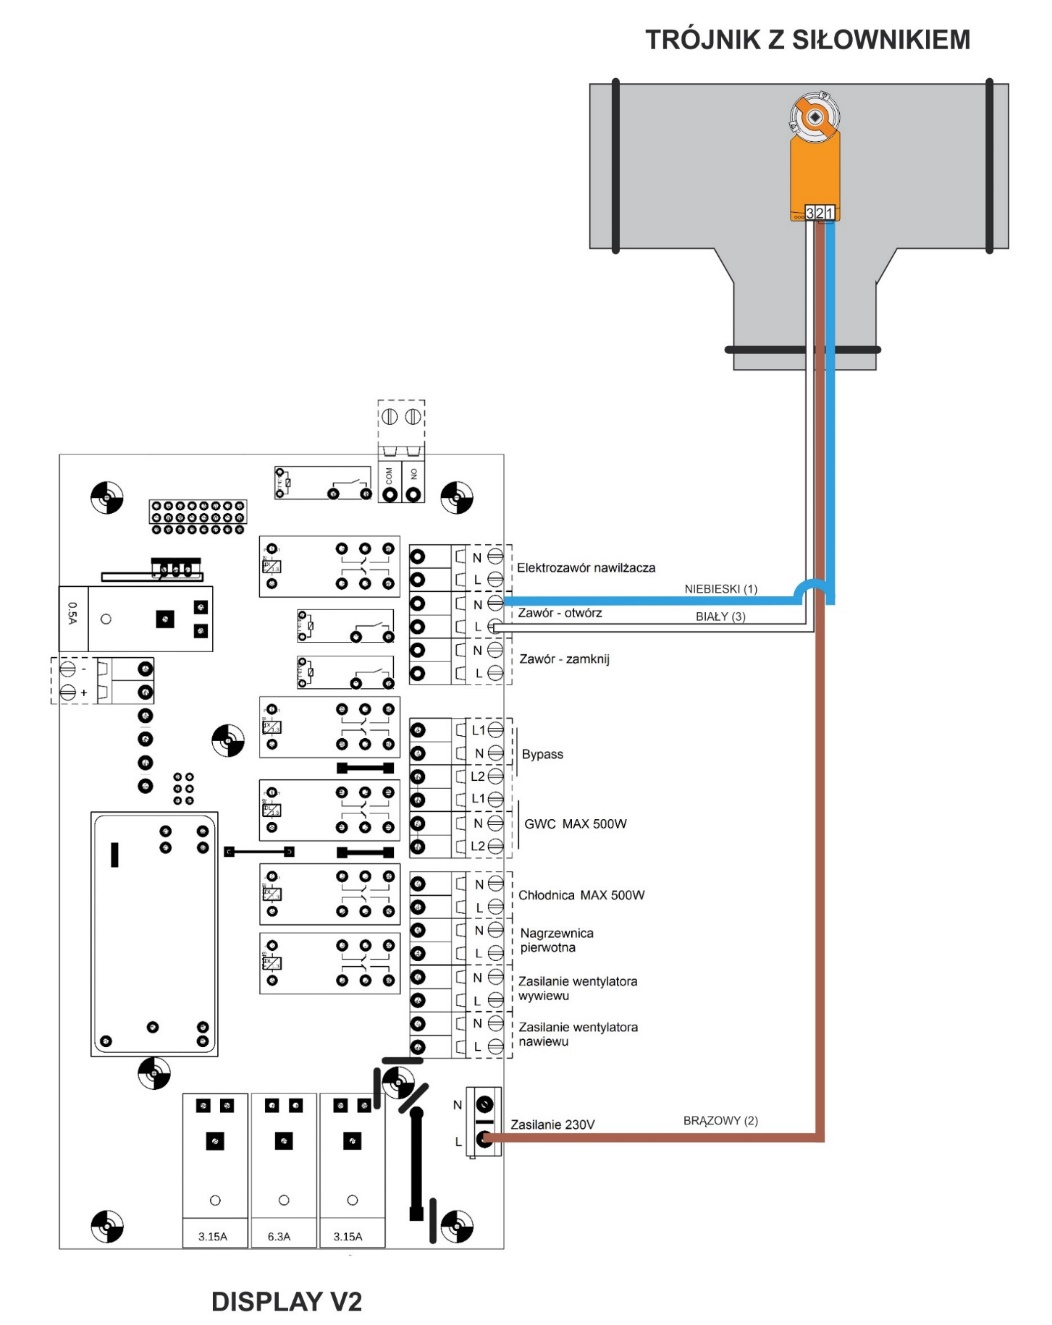 TRÓJNIK Z SIŁOWNIKIEM
3 2 1
COM
NO
N
Elektrozawór nawilżacza
L
NIEBIESKI (1)
N
Zawór - otwórz
BIAŁY (3)
L
0.5A
N
Zawór - zamknij
L
-
+
L1
N
Bypass
L2
L1
N
GWC MAX 500W
L2
N
Chłodnica MAX 500W
L
N
Nagrzewnica
pierwotna
L
N
Zasilanie wentylatora
wywiewu
L
N
Zasilanie wentylatora
nawiewu
L
N
Zasilanie 230V
BRĄZOWY (2)
L
3.15A
6.3A
3.15A
DISPLAY V2